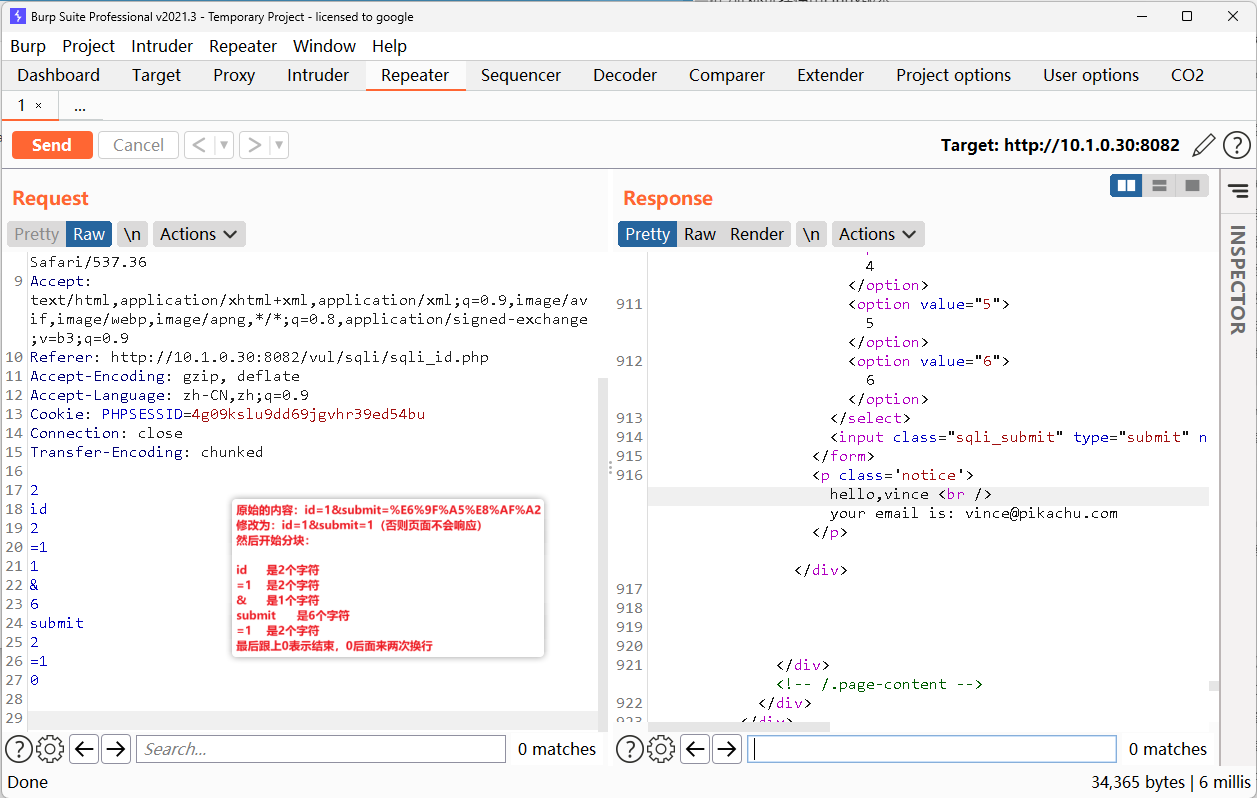 Burp Suite Professional v2021.3 - Temporary Project - licensed to google
Burp Project Intruder Repeater Window Help
Dashboard Target Proxy Intruder Repeater Sequencer Decoder Comparer Extender Project options User options CO2
1 × ...
Send Cancel < > Target: http://10.1.0.30:8082 ?
Request
Pretty Raw \n Actions
Safari/537.36
9 Accept:
text/html,application/xhtml+xml,application/xml;q=0.9,image/av
if,image/webp,image/apng,*/*;q=0.8,application/signed-exchange
;v=b3;q=0.9
10 Referer: http://10.1.0.30:8082/vul/sqli/sqli_id.php
11 Accept-Encoding: gzip, deflate
12 Accept-Language: zh-CN,zh;q=0.9
13 Cookie: PHPSESSID=4g09kslu9dd69jgvhr39ed54bu
14 Connection: close
15 Transfer-Encoding: chunked
16
17 2
18 id
19 2
20 =1
21 1
22 &
23 6
24 submit
25 2
26 =1
27 0
28
29
原始的内容：id=1&submit=%E6%9F%A5%E8%AF%A2
修改为：id=1&submit=1（否则页面不会响应）
然后开始分块：
id 是2个字符
=1 是2个字符
& 是1个字符
submit 是6个字符
=1 是2个字符
最后跟上0表示结束，0后面来两次换行
? Search... 0 matches
Response
Pretty Raw Render \n Actions
4
</option>
911 <option value="5">
5
</option>
912 <option value="6">
6
</option>
913 </select>
914 <input class="sqli_submit" type="submit" n
915 </form>
916 <p class='notice'>
hello,vince <br />
your email is: vince@pikachu.com
</p>
</div>
917
918
919
920
921 </div>
<!-- /.page-content -->
922 </div>
923 </div>
? 0 matches
INSPECTOR
Done 34,365 bytes | 6 millis